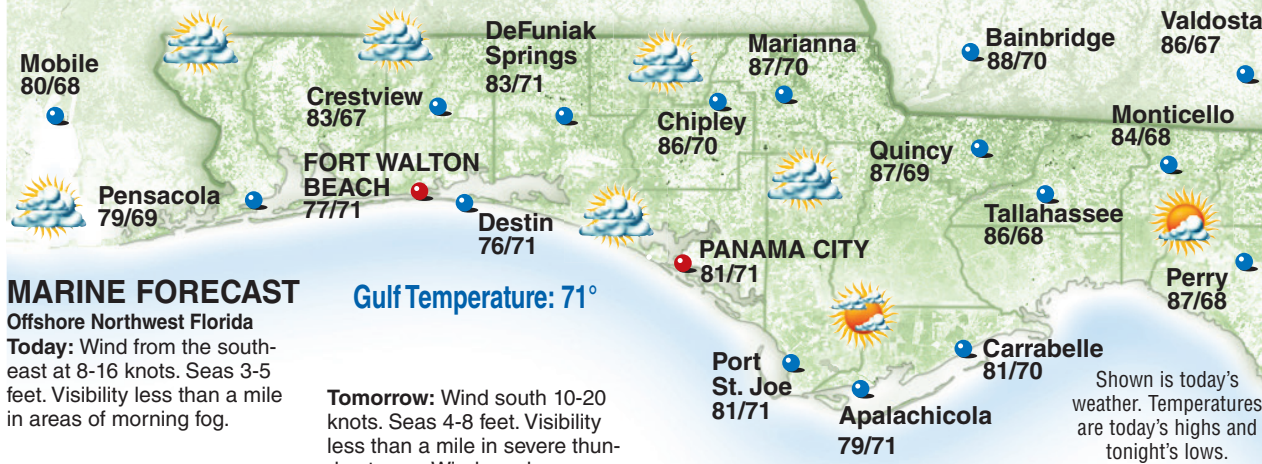 Mobile
80/68
Crestview
83/67
DeFuniak
Springs
83/71
Marianna
87/70
Chipley
86/70
Bainbridge
88/70
Valdosta
86/67
Monticello
84/68
Quincy
87/69
Tallahassee
86/68
Perry
87/68
Pensacola
79/69
FORT WALTON
BEACH
77/71
Destin
76/71
PANAMA CITY
81/71
Port
St. Joe
81/71
Apalachicola
79/71
Carrabelle
81/70
Gulf Temperature: 71°
MARINE FORECAST
Offshore Northwest Florida
Today: Wind from the south-
east at 8-16 knots. Seas 3-5
feet. Visibility less than a mile
in areas of morning fog.
Tomorrow: Wind south 10-20
knots. Seas 4-8 feet. Visibility
less than a mile in severe thun-
Shown is today's
weather. Temperatures
are today's highs and
tonight's lows.